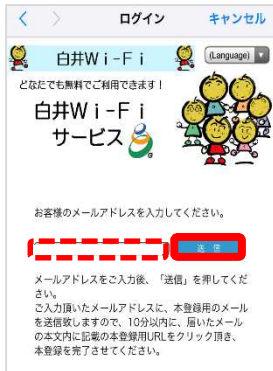 ログイン
キャンセル
白井Wi-Fi
(Language)
どなたでも無料でご利用できます!
白井Wi-Fi
サービス
お客様のメールアドレスを入力してください。
送信
メールアドレスをご入力後、「送信」を押してくだ
さい。
ご入力頂いたメールアドレスに、本登録用のメール
を送信致しますので、10分以内に、届いたメール
の本文内に記載の本登録用URLをクリック頂き、
本登録を完了させてください。